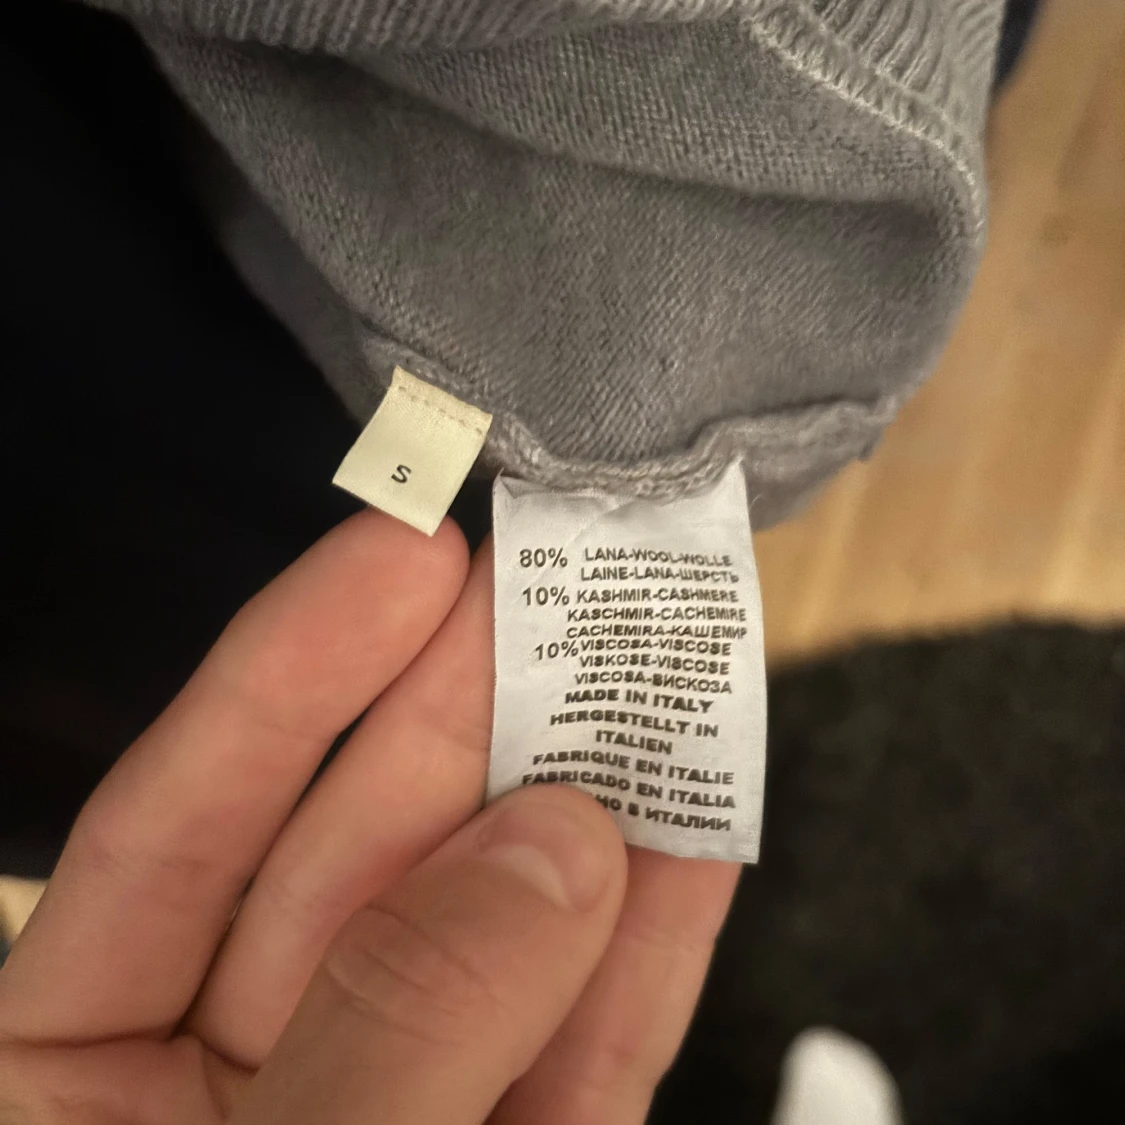 S
80% LANA-WOOL-WOLLE
LAINE-LANA-ШЕРСТЬ
10% KASHMIR-CASHMERE
KASCHMIR-CACHEMIRE
CACHEMIRA-КАШЕМИР
10% VISCOSA-VISCOSE
VISKOSE-VISCOSE
VISCOSA-ВИСКОЗА
MADE IN ITALY
HERGESTELLT IN
ITALIEN
FABRIQUE EN ITALIE
FABRICADO EN ITALIA
В ИТАЛИИ